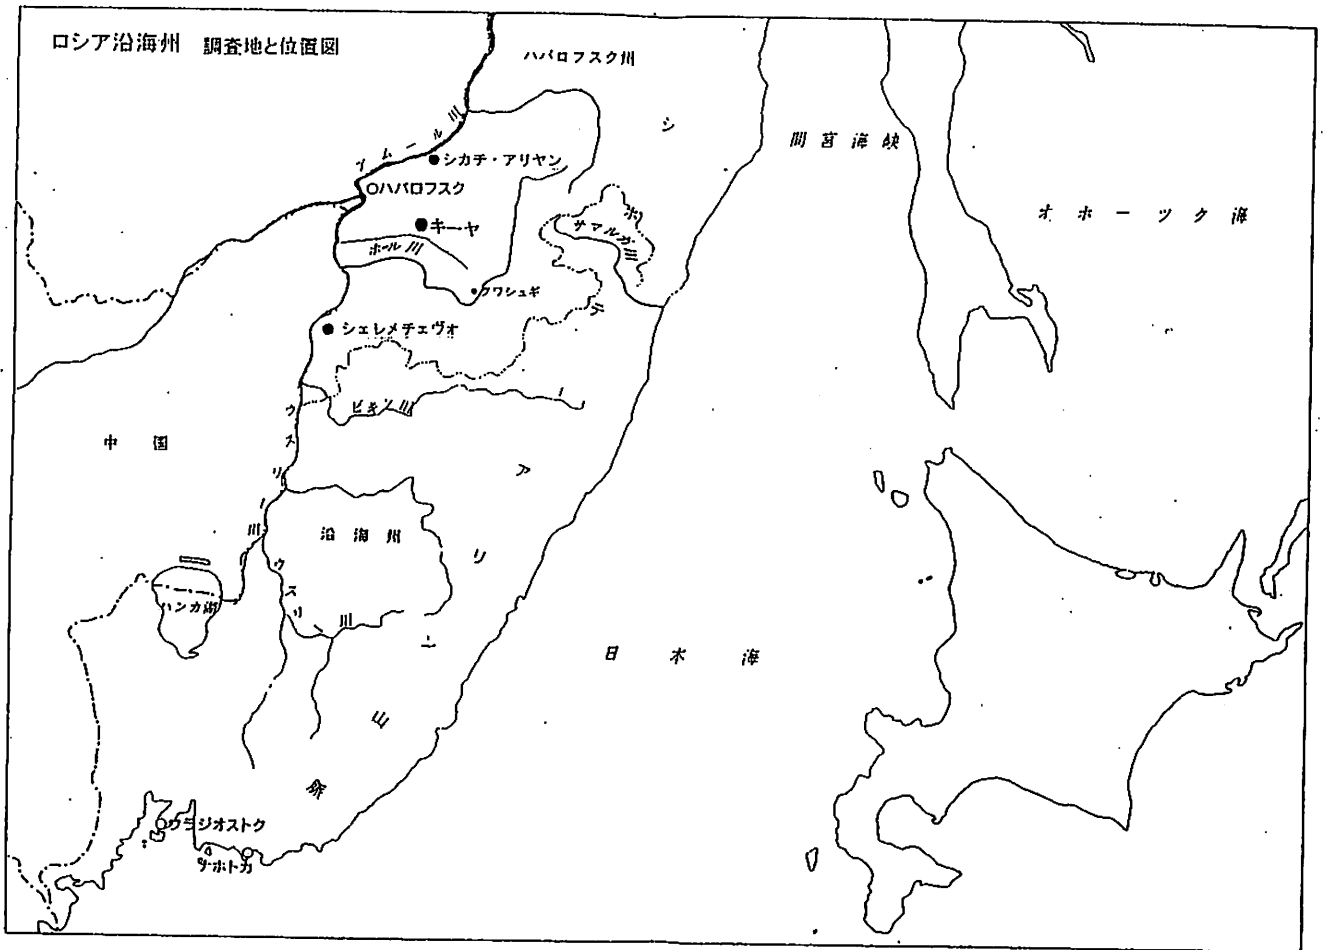 ロシア沿海州 調査地と位置図
ハバロフスク州
アムール川
シカチ・アリヤン
ハバロフスク
キーヤ
ホール川
クワシュギ
シェレメチェヴォ
サマルガ川
ビキン川
シホテ
ーアリニ山脈
間宮海峡
オホーツク海
中国
ウスリー川
沿海州
ウスリー川
ハンカ湖
日本海
ウラジオストク
ナホトカ